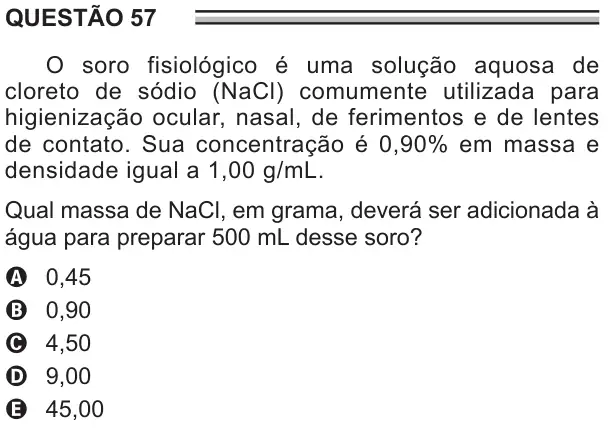 QUESTÃO 57
O soro fisiológico é uma solução aquosa de
cloreto de sódio (NaCl) comumente utilizada para
higienização ocular, nasal, de ferimentos e de lentes
de contato. Sua concentração é 0,90% em massa e
densidade igual a 1,00 g/mL.
Qual massa de NaCl, em grama, deverá ser adicionada à
água para preparar 500 mL desse soro?
A 0,45
B 0,90
C 4,50
D 9,00
E 45,00